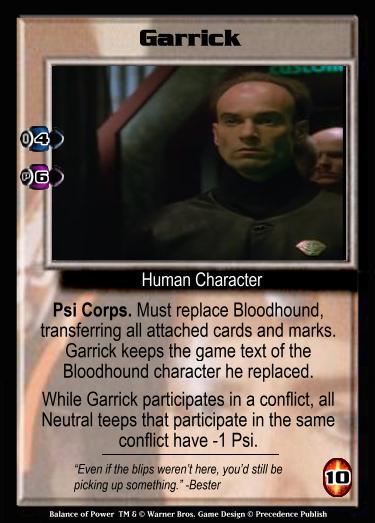 Garrick
CUSTOM
4
P 6
Human Character
Psi Corps. Must replace Bloodhound,
transferring all attached cards and marks.
Garrick keeps the game text of the
Bloodhound character he replaced.
While Garrick participates in a conflict, all
Neutral teeps that participate in the same
conflict have -1 Psi.
“Even if the blips weren't here, you'd still be
picking up something.” -Bester
10
Balance of Power TM & © Warner Bros. Game Design © Precedence Publish